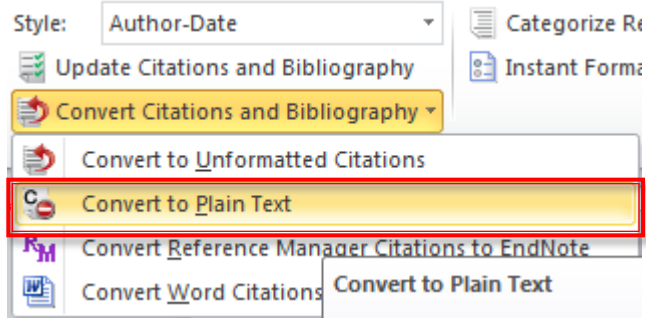 Style: Author-Date Categorize Re
Update Citations and Bibliography Instant Forma
Convert Citations and Bibliography
Convert to Unformatted Citations
Convert to Plain Text
Convert Reference Manager Citations to EndNote
Convert Word Citations
Convert to Plain Text